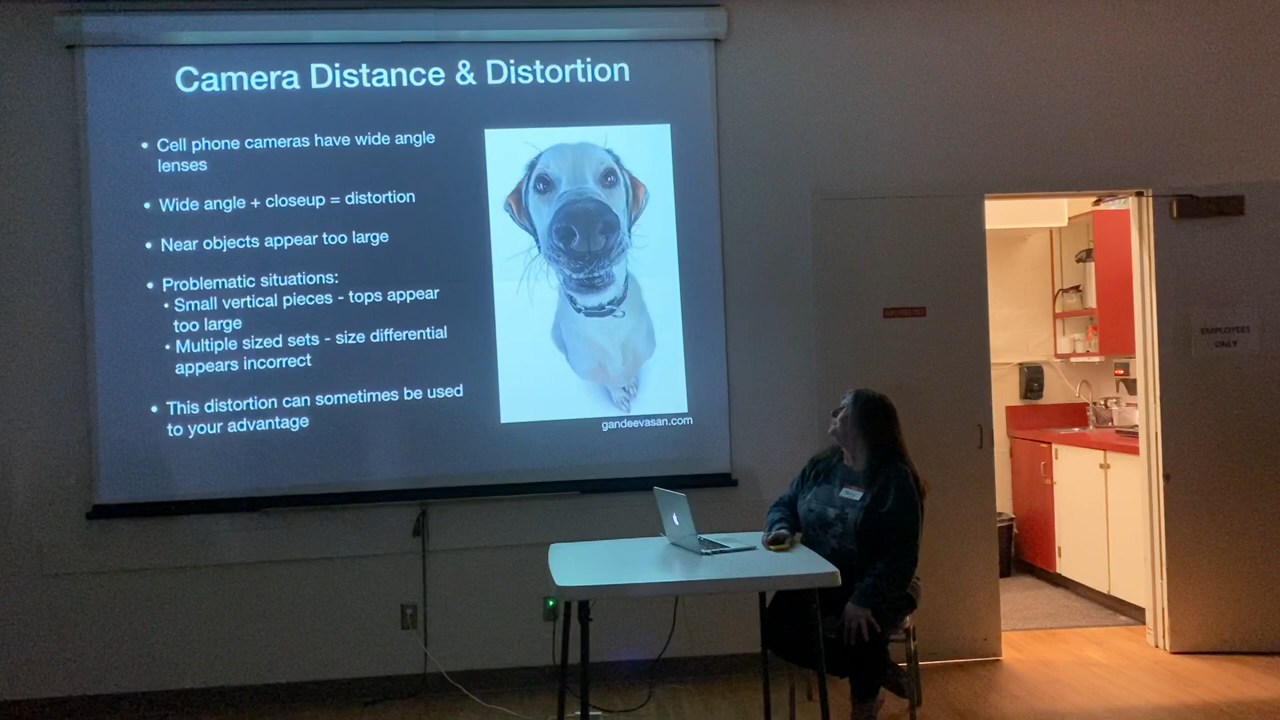 Camera Distance & Distortion
• Cell phone cameras have wide angle
lenses
• Wide angle + closeup = distortion
• Near objects appear too large
• Problematic situations:
• Small vertical pieces - tops appear
too large
• Multiple sized sets - size differential
appears incorrect
• This distortion can sometimes be used
to your advantage
gandeevasan.com
EMPLOYEES
ONLY